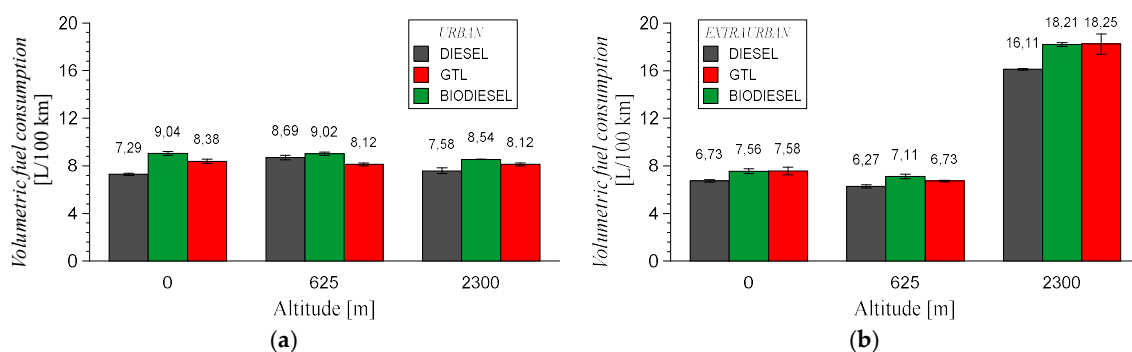 20
16
12
8
4
0
Volumetric fuel consumption
[L/100 km]
URBAN
DIESEL
GTL
BIODIESEL
7,29
9,04
8,38
8,69
9,02
8,12
7,58
8,54
8,12
0
625
2300
Altitude [m]
(a)
20
16
12
8
4
0
Volumetric fuel consumption
[L/100 km]
EXTRAURBAN
DIESEL
GTL
BIODIESEL
6,73
7,56
7,58
6,27
7,11
6,73
16,11
18,21
18,25
0
625
2300
Altitude [m]
(b)